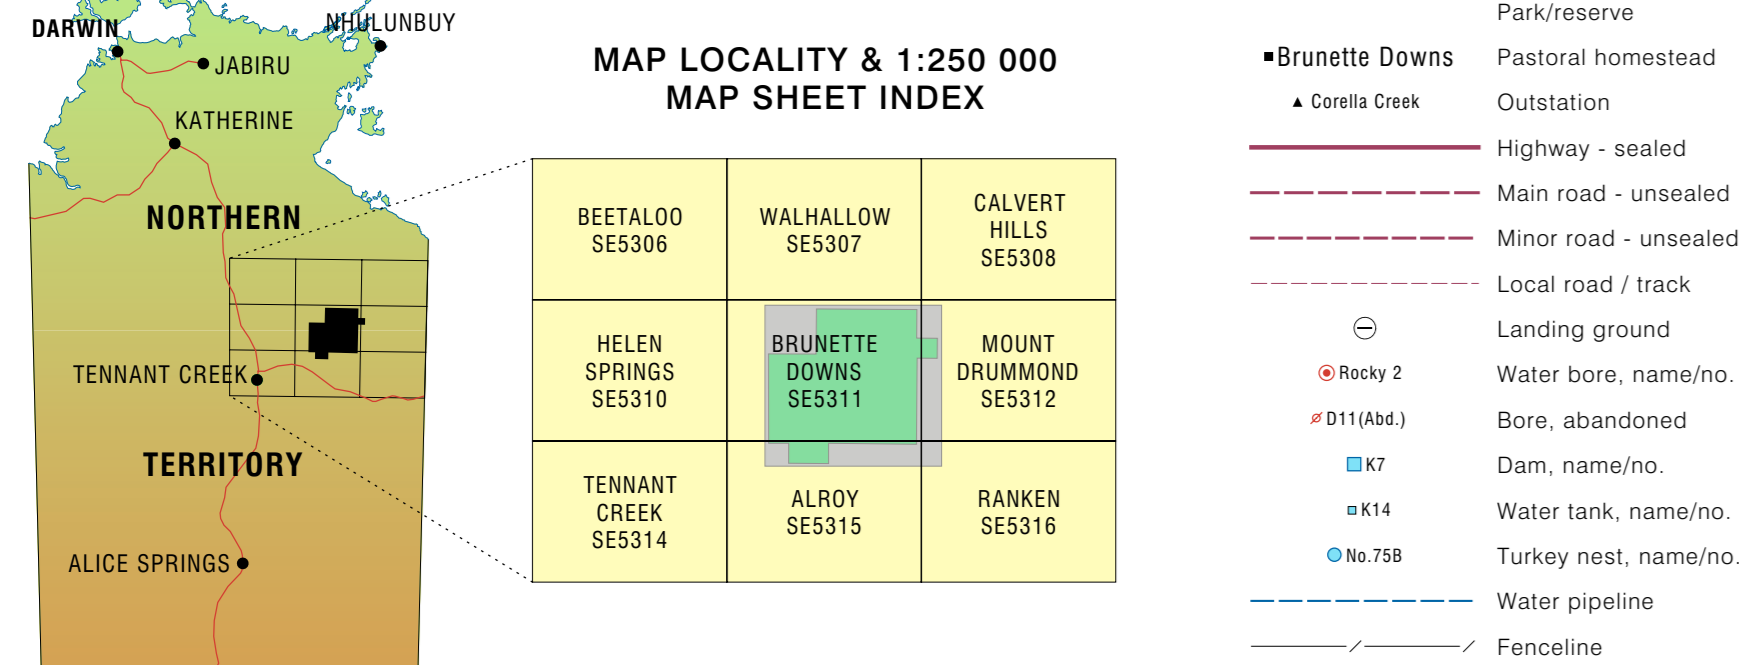 DARWIN
NHULUNBUY
JABIRU
KATHERINE
NORTHERN
TENNANT CREEK
TERRITORY
ALICE SPRINGS
MAP LOCALITY & 1:250 000
MAP SHEET INDEX
BEETALOO
SE5306
WALHALLOW
SE5307
CALVERT
HILLS
SE5308
HELEN
SPRINGS
SE5310
BRUNETTE
DOWNS
SE5311
MOUNT
DRUMMOND
SE5312
TENNANT
CREEK
SE5314
ALROY
SE5315
RANKEN
SE5316
Park/reserve
Brunette Downs Pastoral homestead
Corella Creek Outstation
Highway - sealed
Main road - unsealed
Minor road - unsealed
Local road / track
Landing ground
Rocky 2 Water bore, name/no.
D11(Abd.) Bore, abandoned
K7 Dam, name/no.
K14 Water tank, name/no.
No.75B Turkey nest, name/no.
Water pipeline
Fenceline